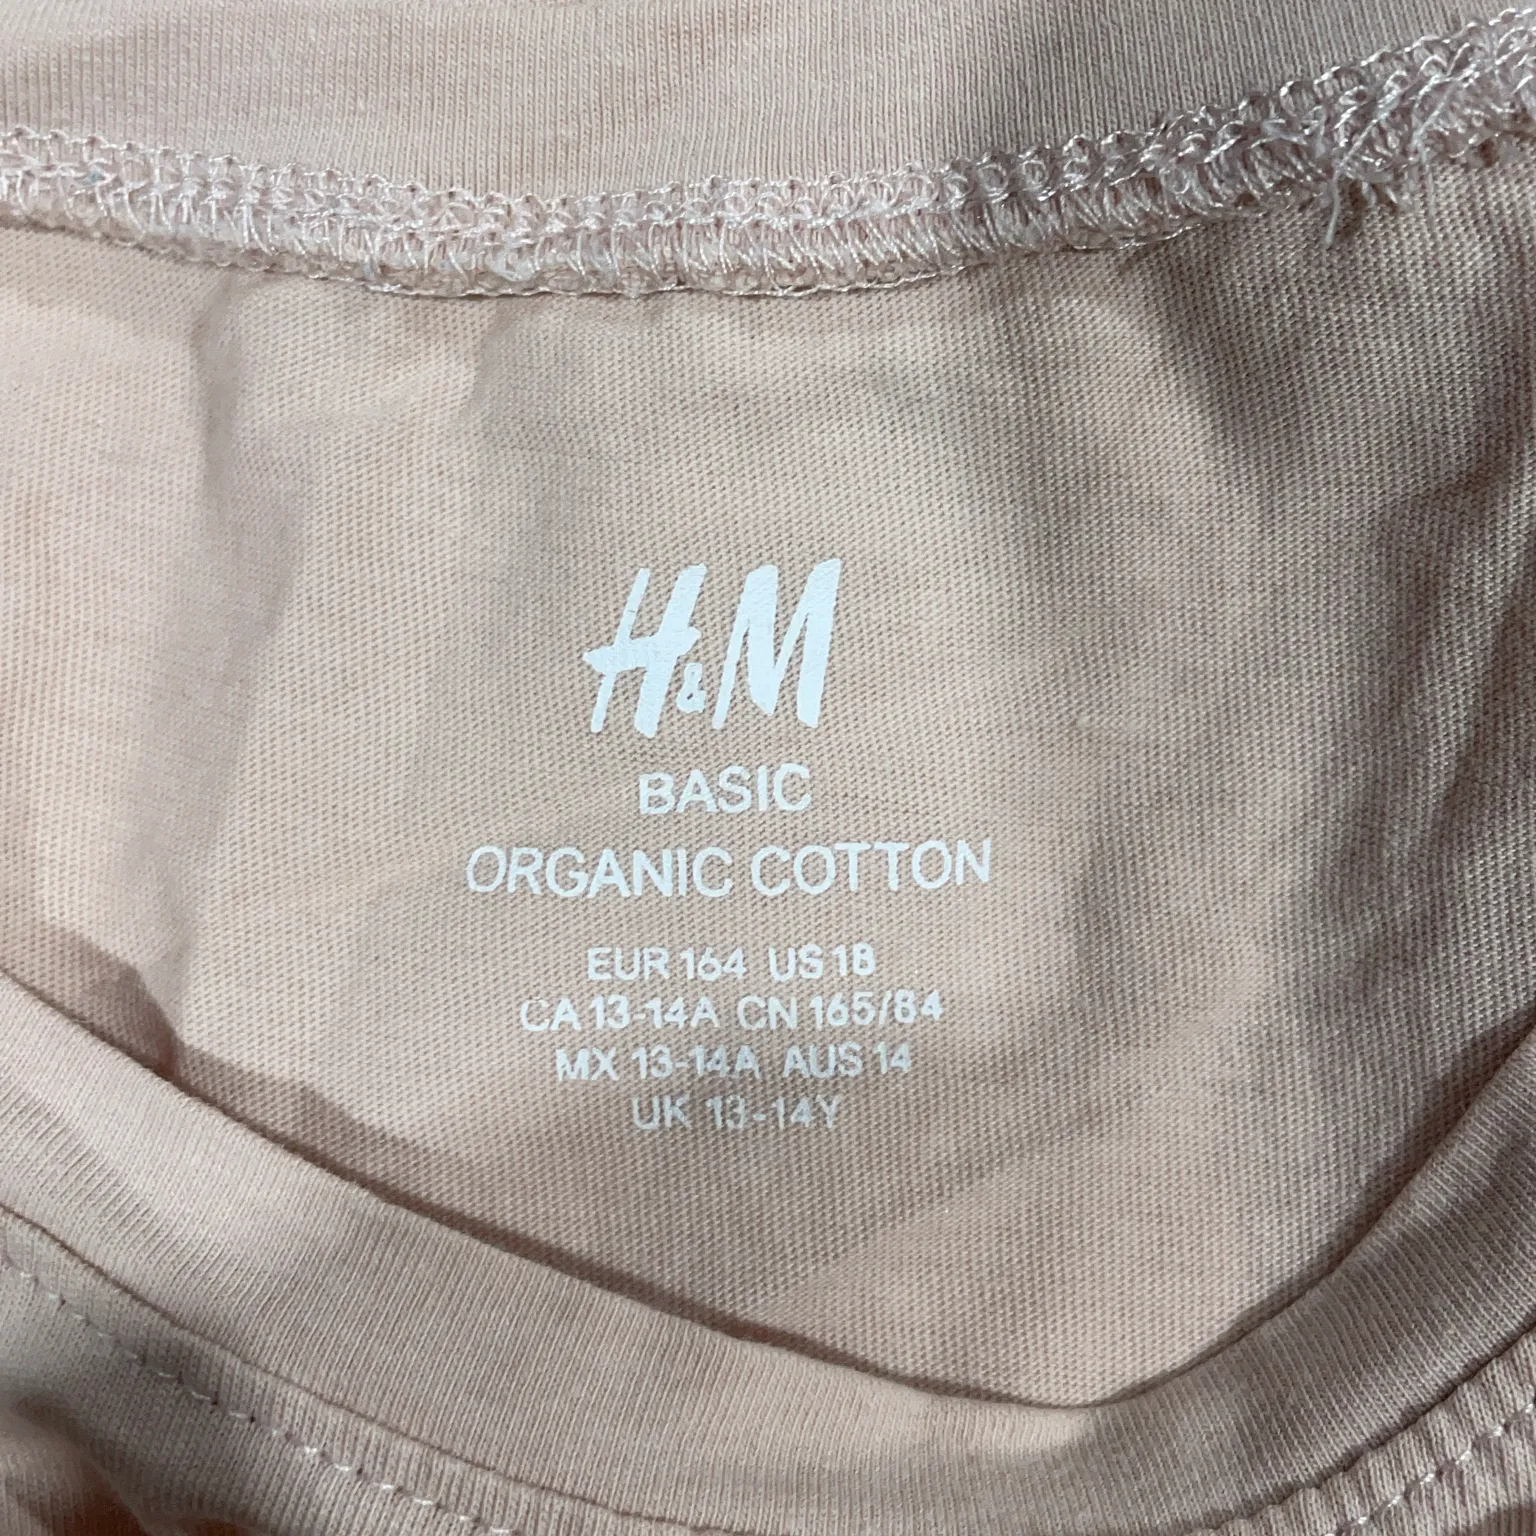 H&M
BASIC
ORGANIC COTTON
EUR 164 US 18
CA 13-14A CN 165/84
MX 13-14A AUS 14
UK 13-14Y